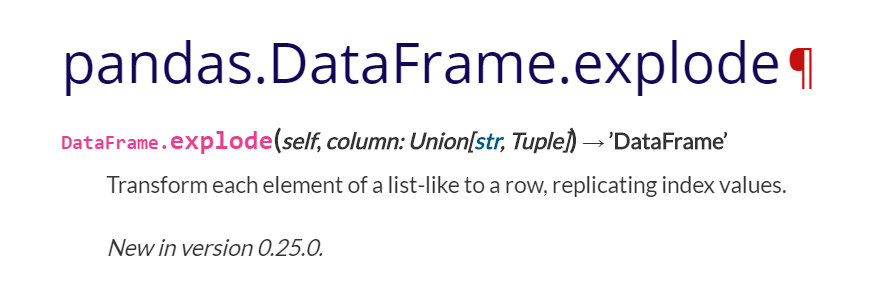 pandas.DataFrame.explode¶
DataFrame.explode(self, column: Union[str, Tuple]) → ’DataFrame’
Transform each element of a list-like to a row, replicating index values.
New in version 0.25.0.